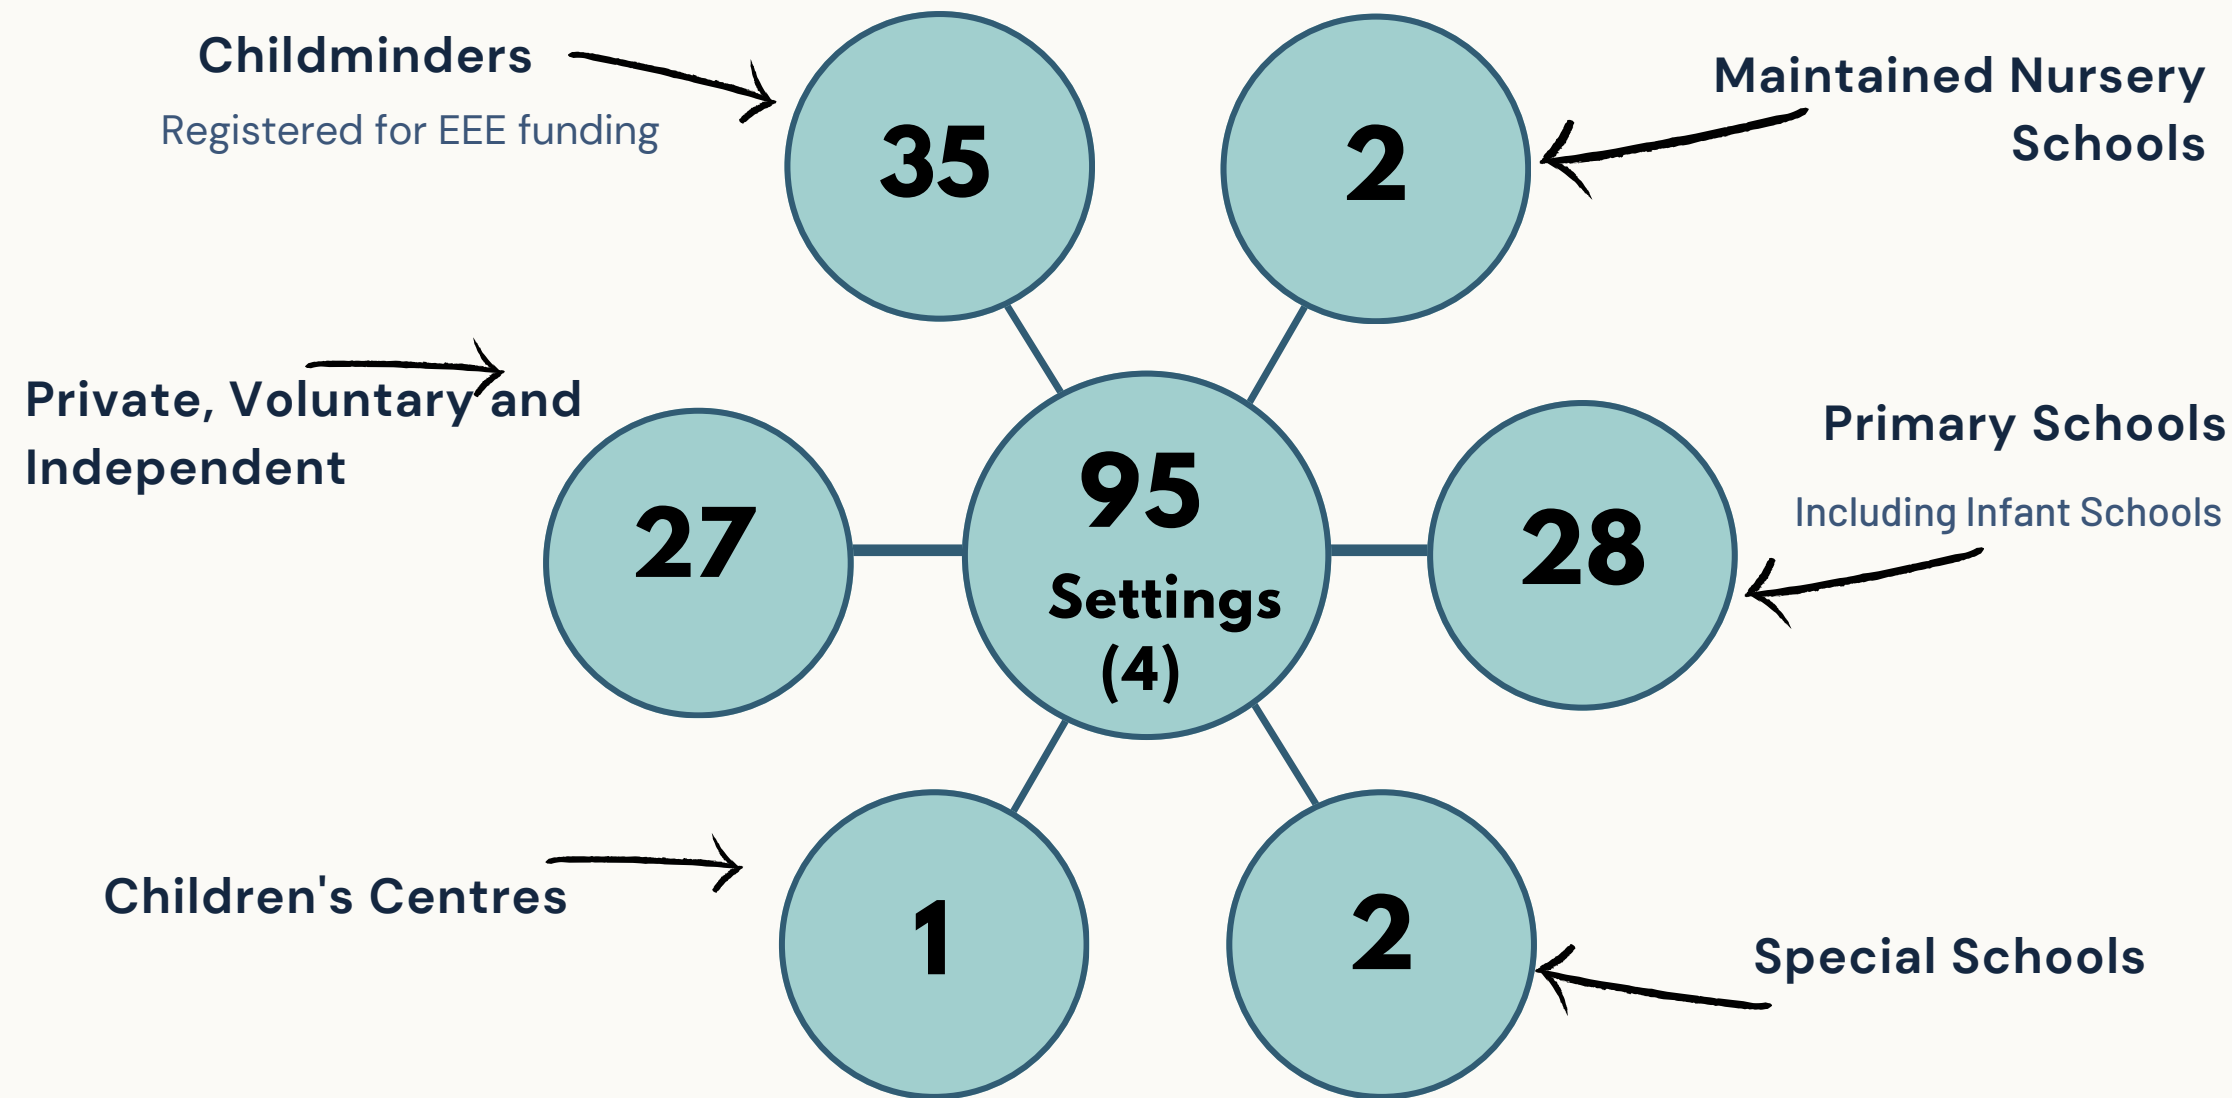 Childminders
Registered for EEE funding
35
2
Maintained Nursery
Schools
Private, Voluntary and
Independent
27
95
Settings
(4)
28
Primary Schools
Including Infant Schools
Children's Centres
1
2
Special Schools